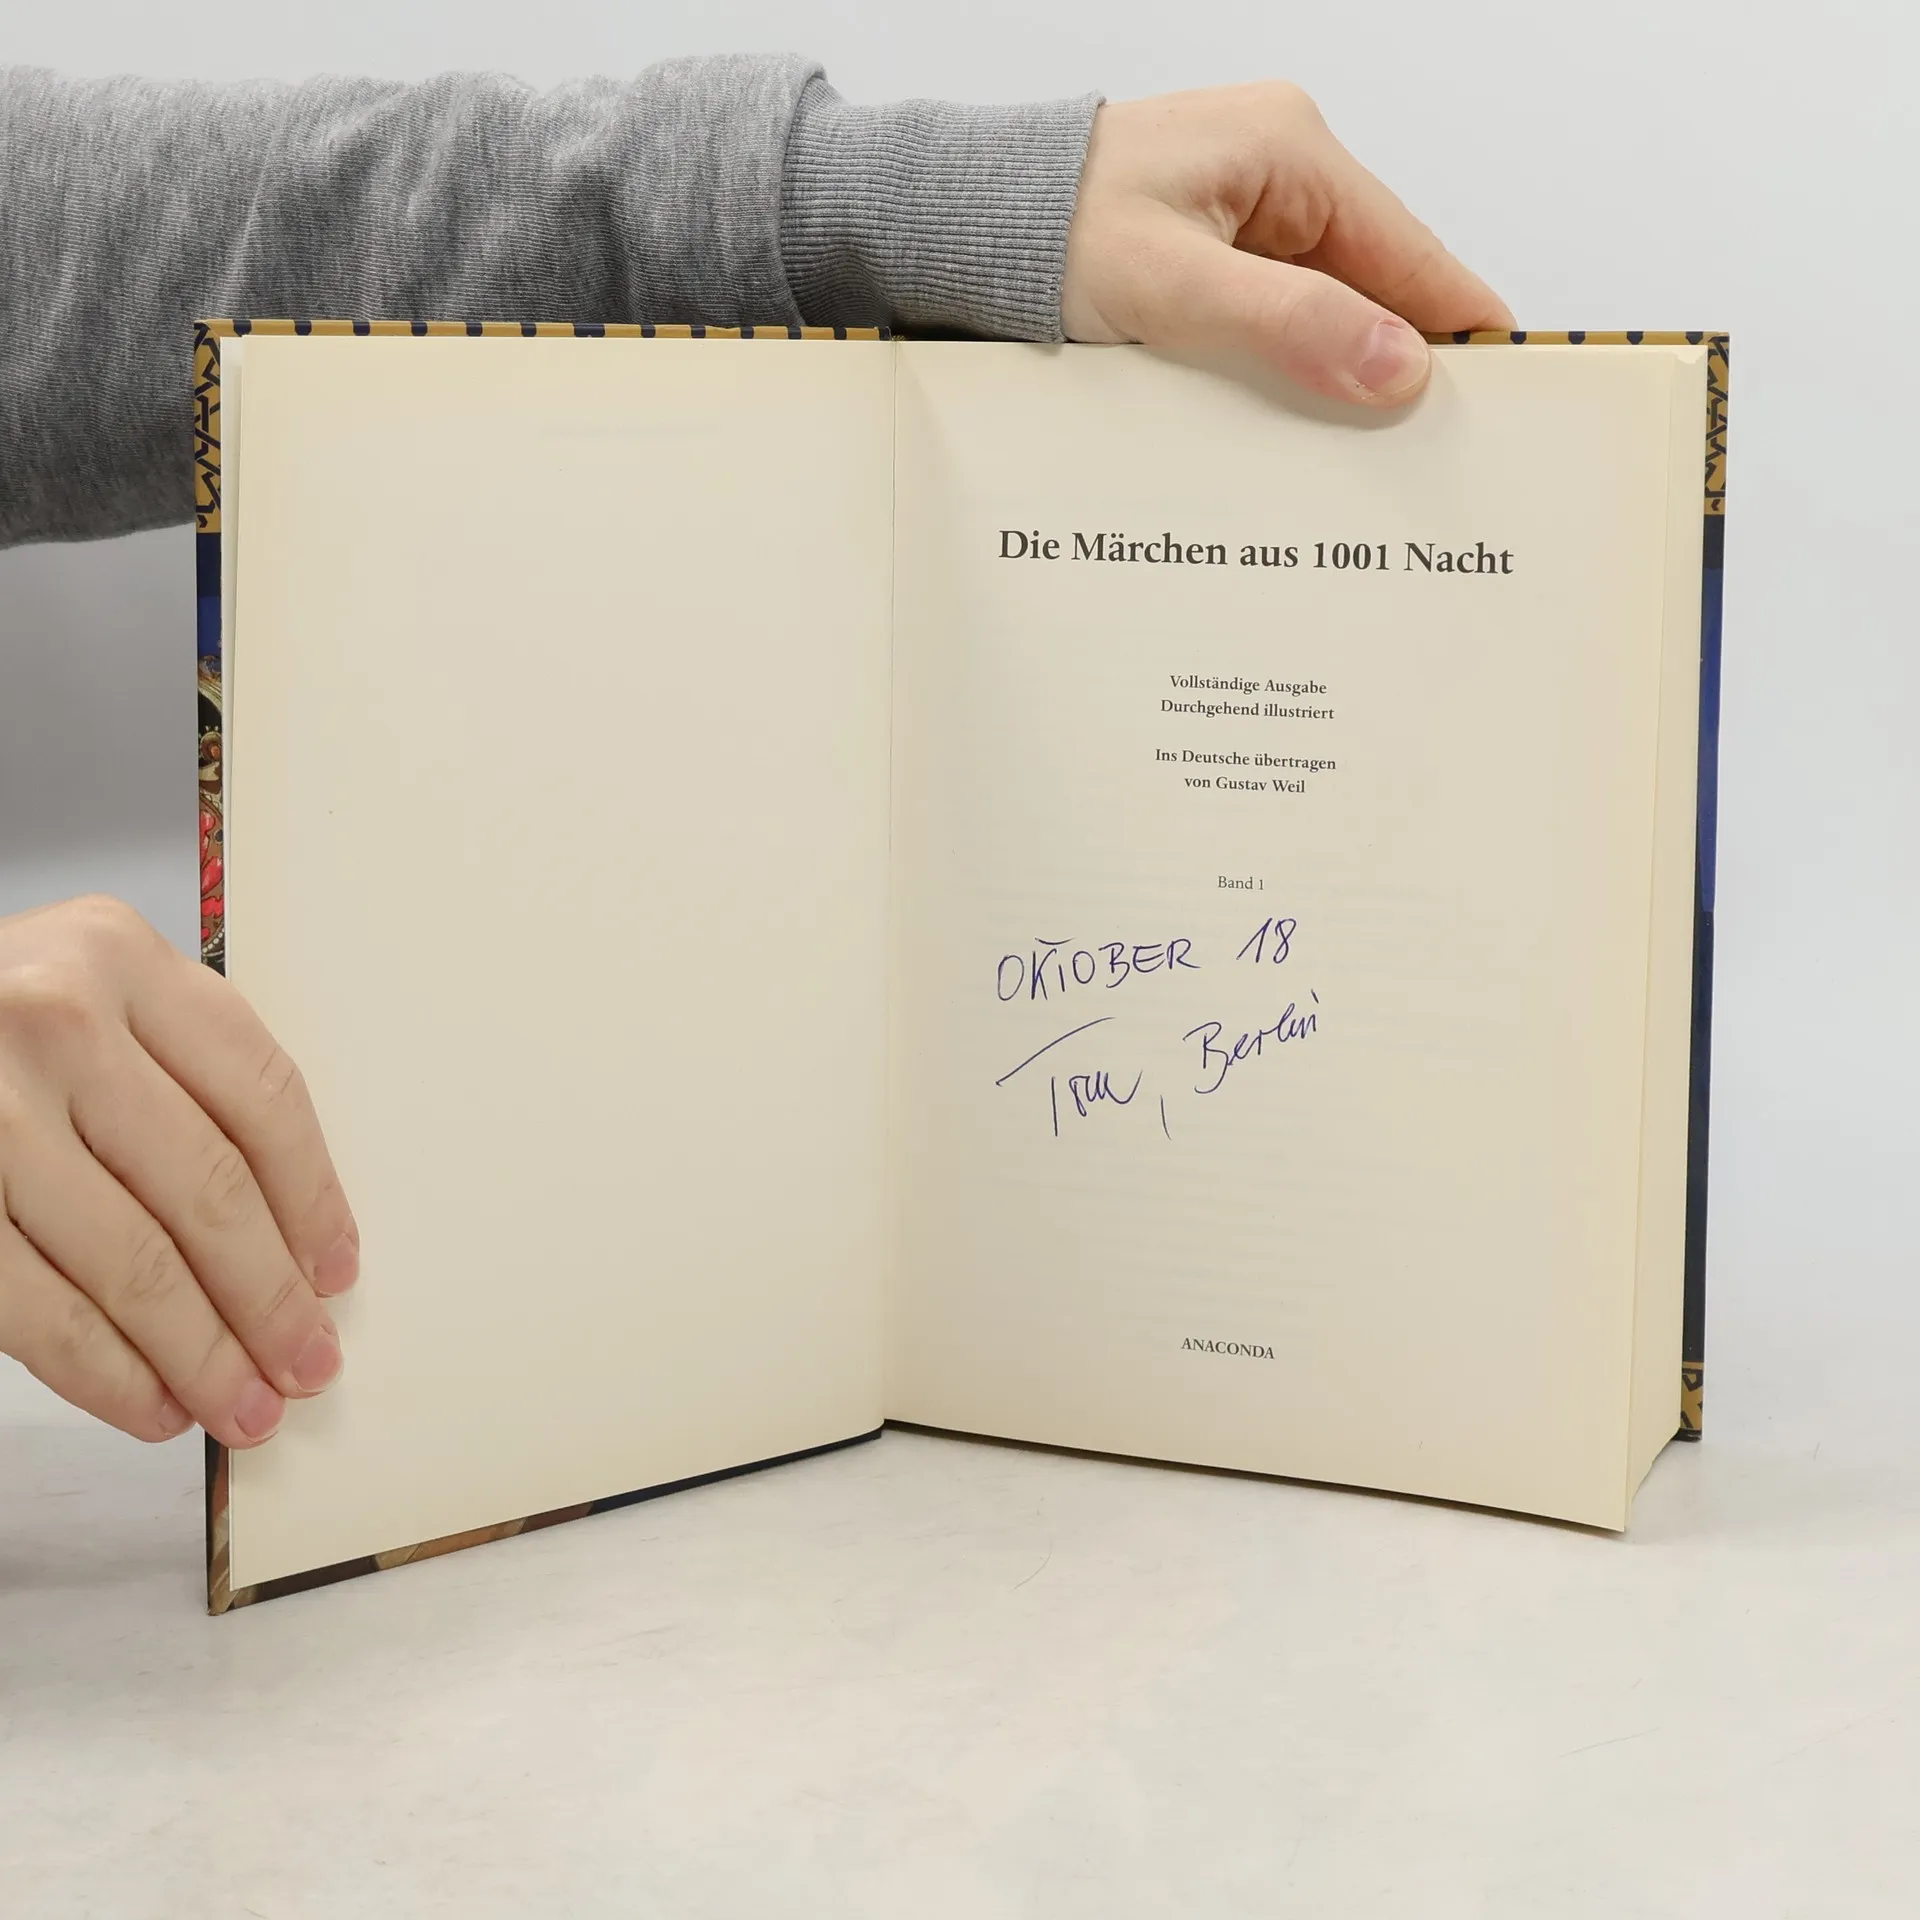 Die Märchen aus 1001 Nacht
Vollständige Ausgabe
Durchgehend illustriert
Ins Deutsche übertragen
von Gustav Weil
Band 1
OKTOBER 18
Tom, Berlin
ANACONDA